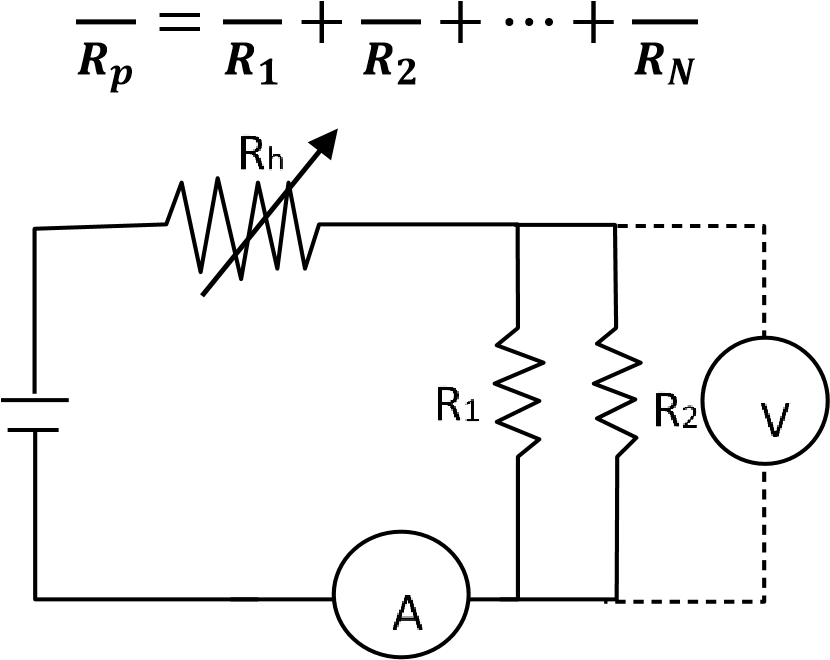 R_p = R_1 + R_2 + ⋯ + R_N
Rh
R1
R2
V
A